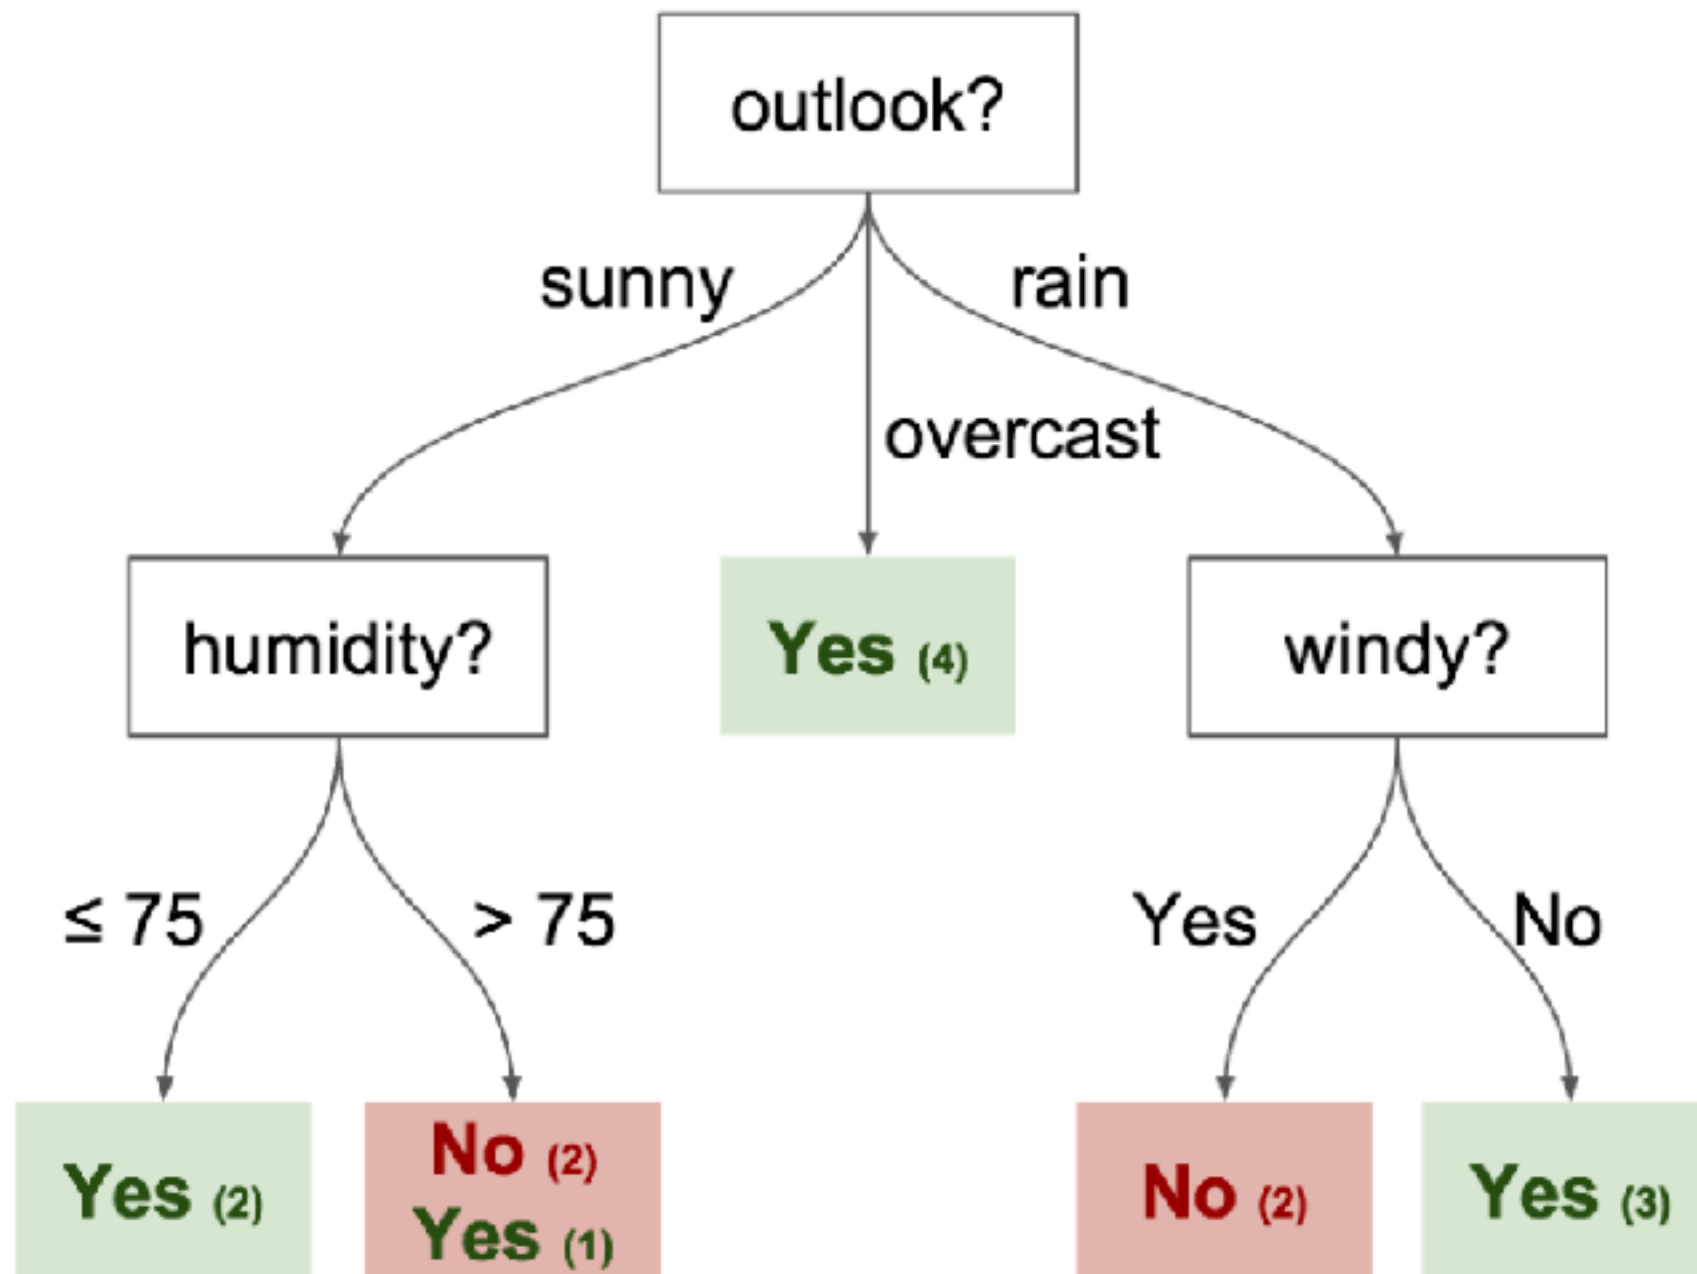 outlook?
sunny
rain
overcast
humidity?
Yes (4)
windy?
≤ 75
> 75
Yes
No
Yes (2)
No (2)
Yes (1)
No (2)
Yes (3)